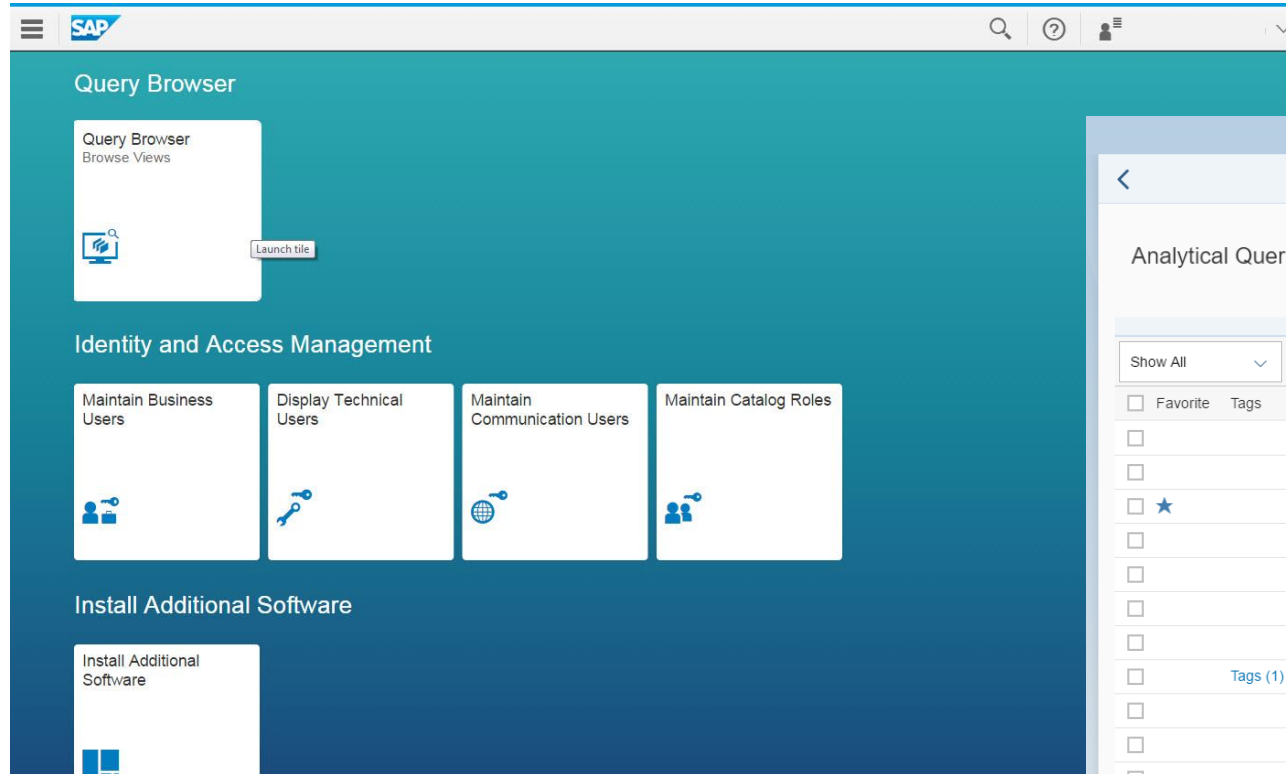 SAP
Query Browser
Query Browser
Browse Views
Launch tile
Identity and Access Management
Maintain Business
Users
Display Technical
Users
Maintain
Communication Users
Maintain Catalog Roles
Install Additional Software
Install Additional
Software
Analytical Quer
Show All
Favorite Tags
Tags (1)